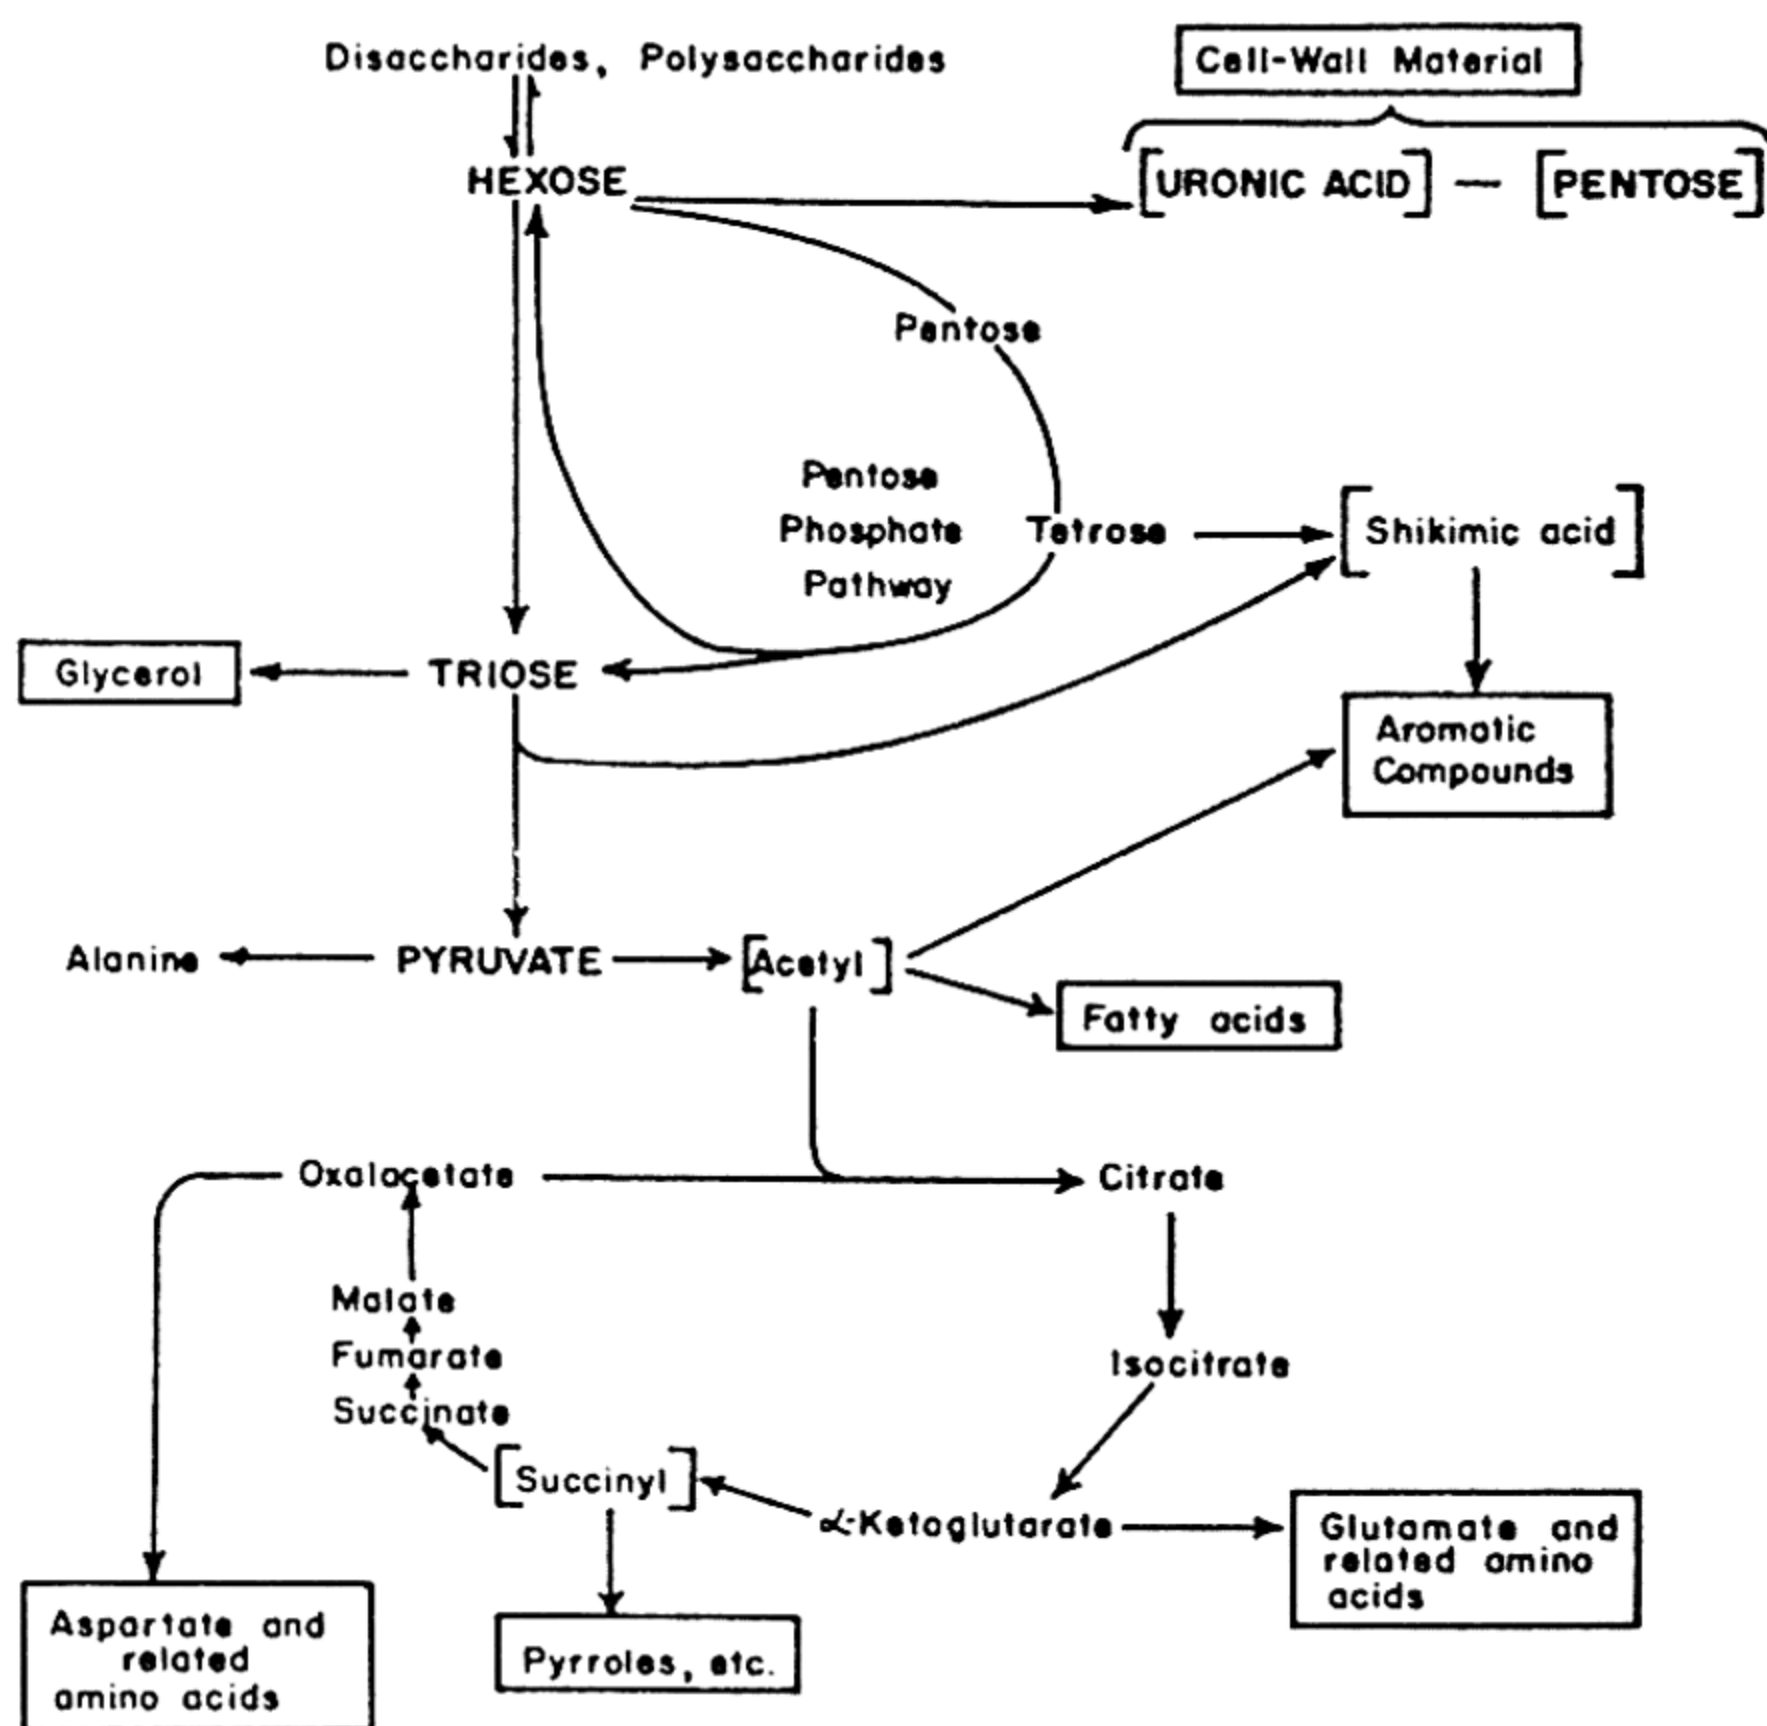 Disaccharides, Polysaccharides
Cell-Wall Material
HEXOSE
[URONIC ACID] — [PENTOSE]
Pentose
Pentose
Phosphate
Pathway
Tetrose
[Shikimic acid]
Glycerol
TRIOSE
Aromatic
Compounds
Alanine
PYRUVATE
[Acetyl]
Fatty acids
Oxalacetate
Citrate
Malate
Fumarate
Succinate
Isocitrate
[Succinyl]
α-Ketoglutarate
Glutamate and
related amino
acids
Aspartate and
related
amino acids
Pyrroles, etc.